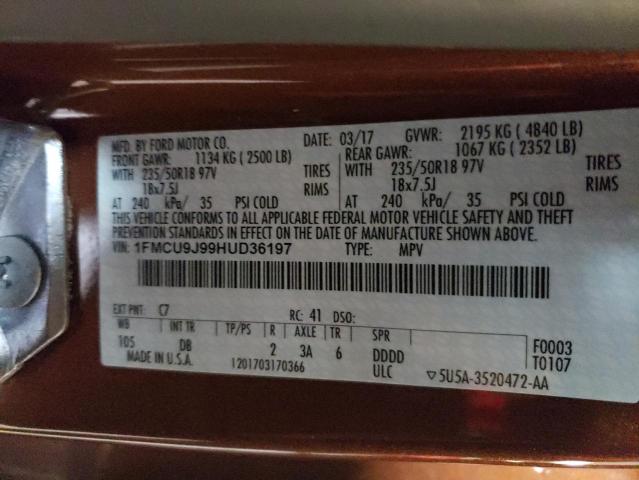 MFD. BY FORD MOTOR CO. DATE: 03/17 GVWR: 2195 KG ( 4840 LB)
FRONT GAWR: 1134 KG ( 2500 LB) REAR GAWR: 1067 KG ( 2352 LB)
WITH 235/50R18 97V TIRES WITH 235/50R18 97V TIRES
18x7.5J RIMS 18x7.5J RIMS
AT 240 kPa/ 35 PSI COLD AT 240 kPa/ 35 PSI COLD
THIS VEHICLE CONFORMS TO ALL APPLICABLE FEDERAL MOTOR VEHICLE SAFETY AND THEFT
PREVENTION STANDARDS IN EFFECT ON THE DATE OF MANUFACTURE SHOWN ABOVE.
VIN: 1FMCU9J99HUD36197 TYPE: MPV
EXT PNT: C7 RC: 41 DSO:
WB INT TR TP/PS R AXLE TR SPR F0003
105 DB 2 3A 6 DDDD T0107
MADE IN U.S.A. 1201703170366 ULC ▽5U5A-3520472-AA